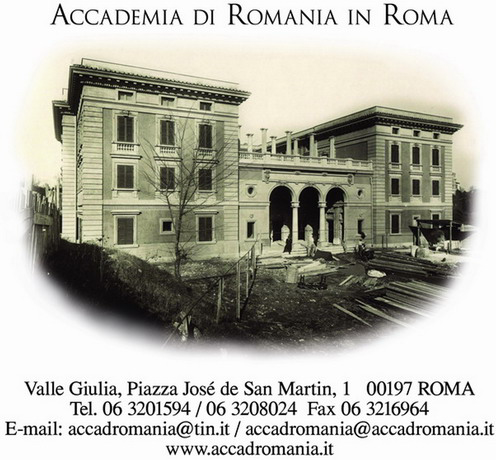 Accademia di Romania in Roma
Valle Giulia, Piazza José de San Martin, 1 00197 ROMA
Tel. 06 3201594 / 06 3208024 Fax 06 3216964
E-mail: accadromania@tin.it / accadromania@accadromania.it
www.accadromania.it